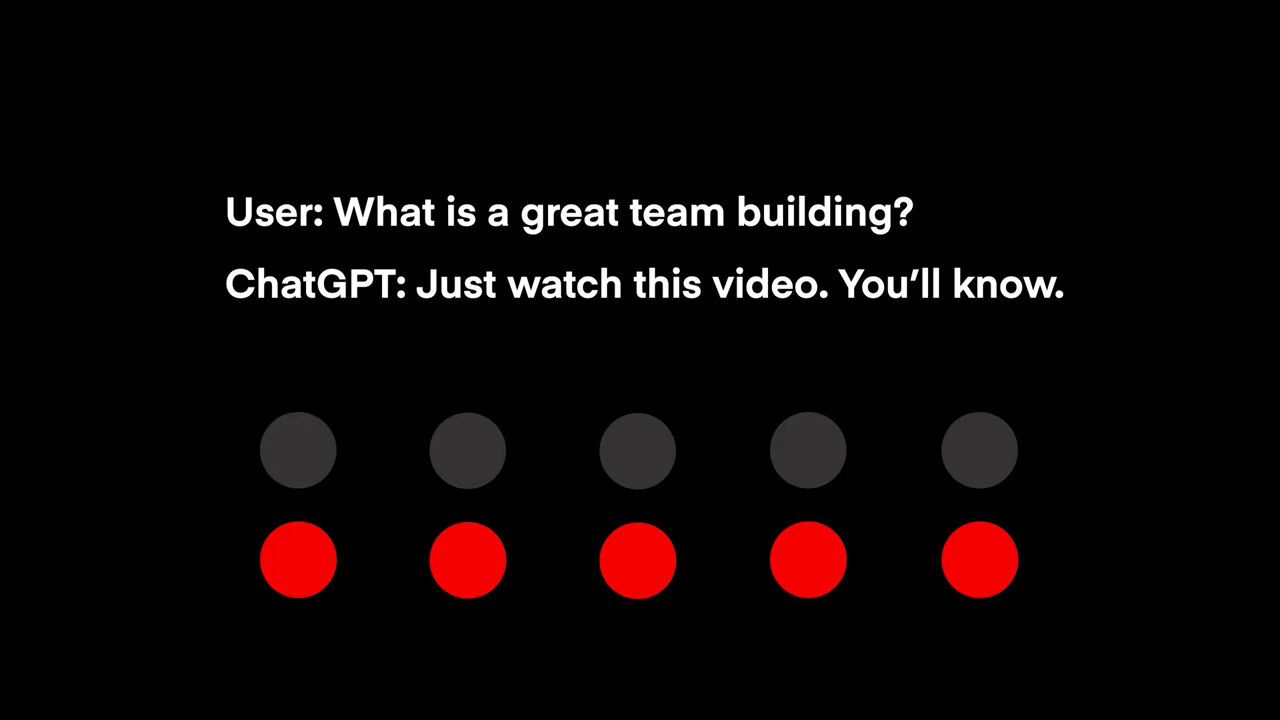 User: What is a great team building?
ChatGPT: Just watch this video. You’ll know.